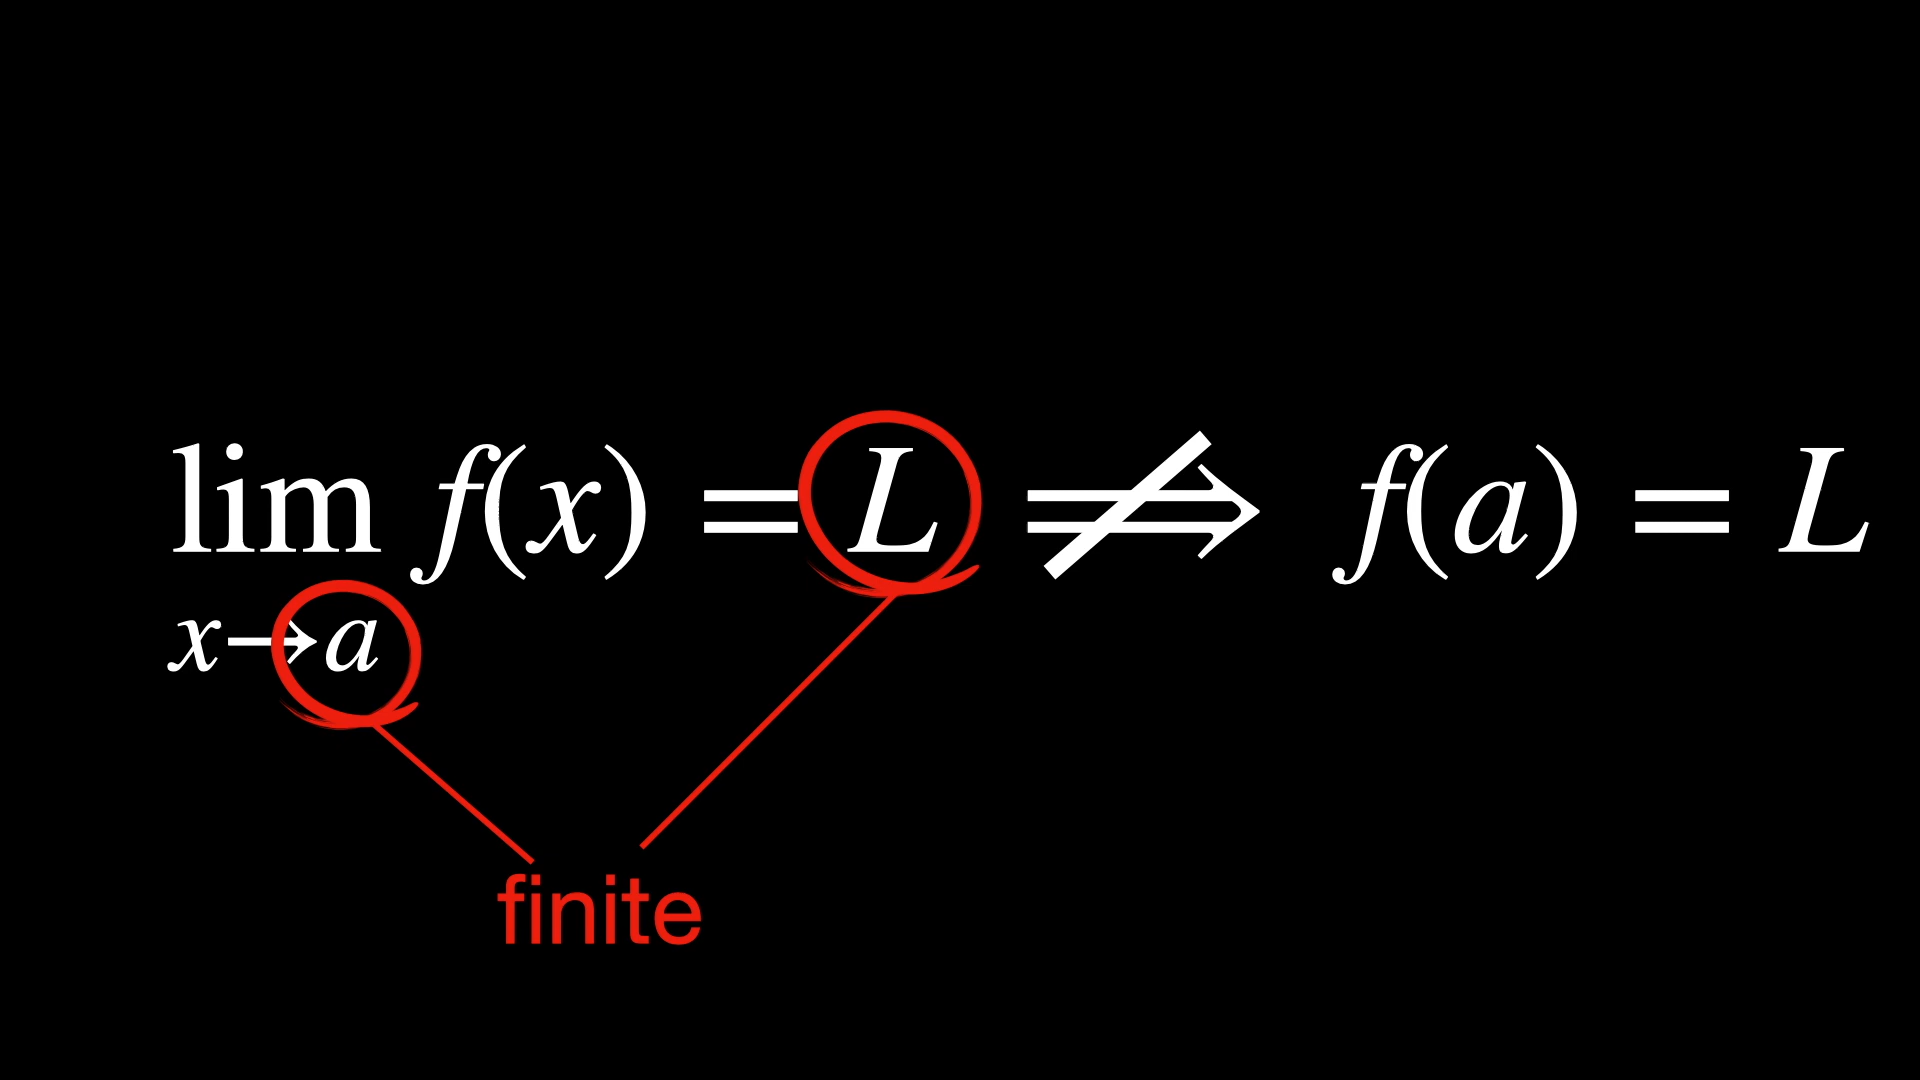 lim f(x) = L ⇏ f(a) = L
x→a
finite